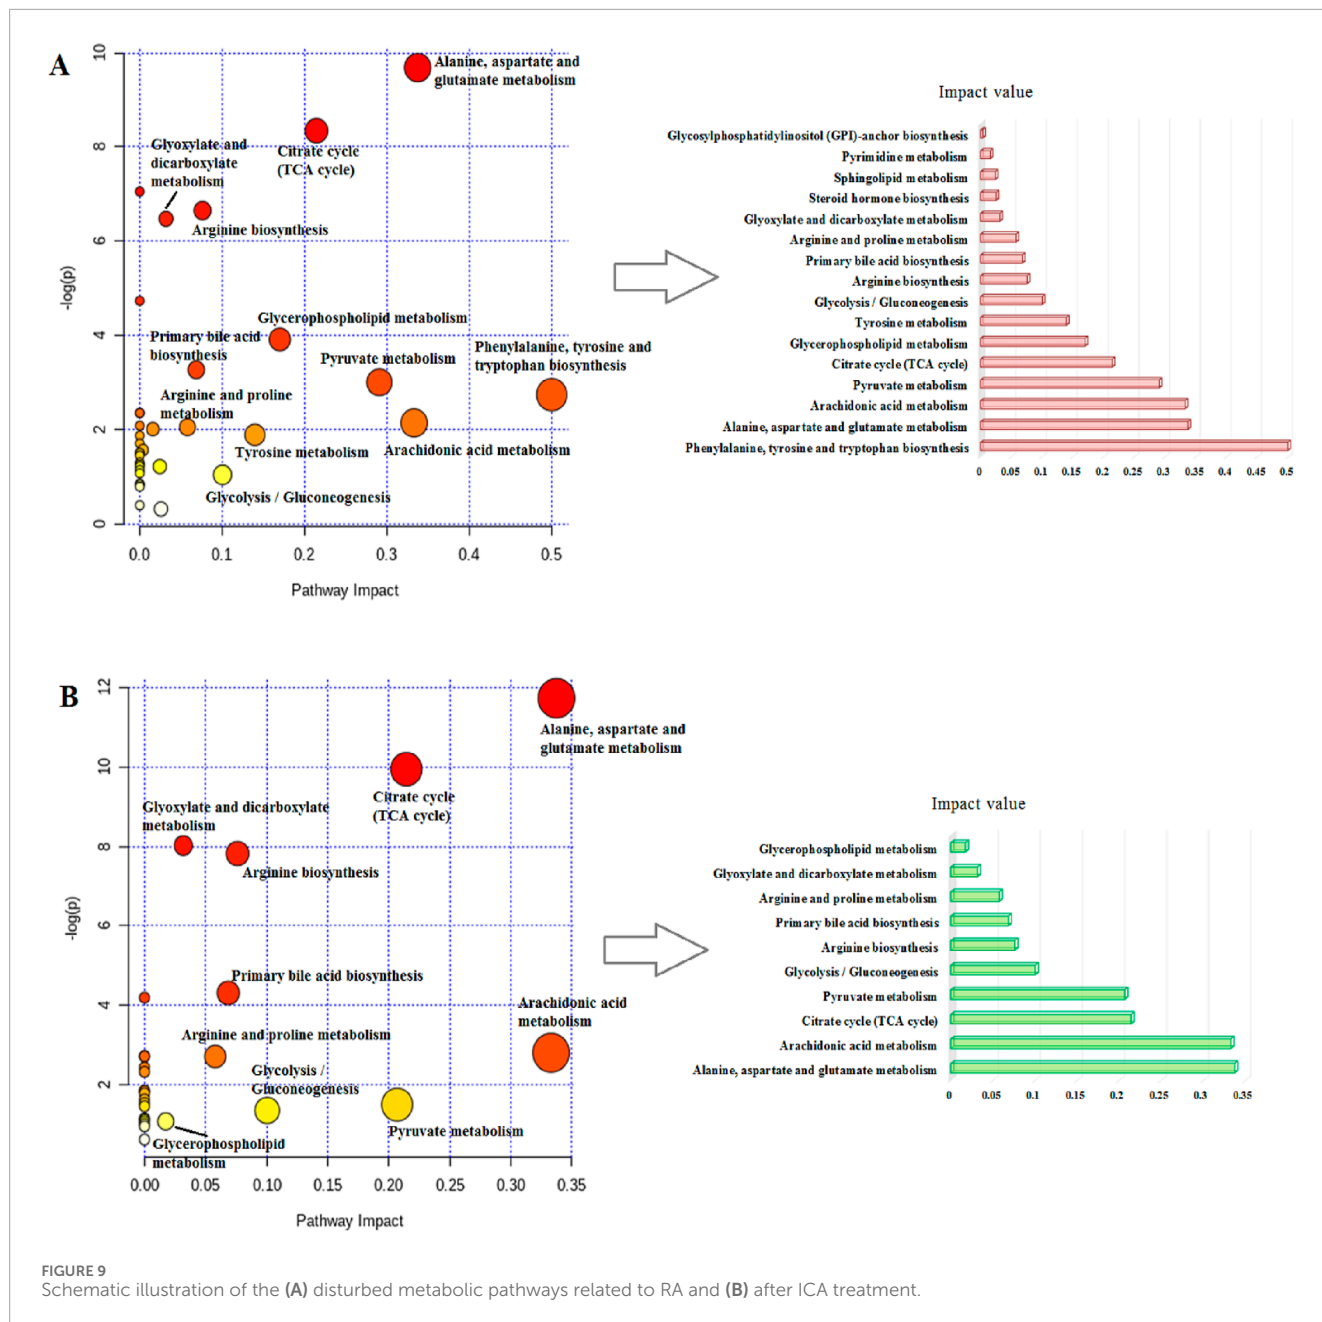 A
10
8
6
4
2
0
-log(p)
Alanine, aspartate and
glutamate metabolism
Citrate cycle
(TCA cycle)
Glyoxylate and
dicarboxylate
metabolism
Arginine biosynthesis
Glycerophospholipid metabolism
Primary bile acid
biosynthesis
Pyruvate metabolism
Phenylalanine, tyrosine and
tryptophan biosynthesis
Arginine and proline
metabolism
Tyrosine metabolism
Arachidonic acid metabolism
Glycolysis / Gluconeogenesis
0.0 0.1 0.2 0.3 0.4 0.5
Pathway Impact
Impact value
Glycosylphosphatidylinositol (GPI)-anchor biosynthesis
Pyrimidine metabolism
Sphingolipid metabolism
Steroid hormone biosynthesis
Glyoxylate and dicarboxylate metabolism
Arginine and proline metabolism
Primary bile acid biosynthesis
Arginine biosynthesis
Glycolysis / Gluconeogenesis
Tyrosine metabolism
Glycerophospholipid metabolism
Citrate cycle (TCA cycle)
Pyruvate metabolism
Arachidonic acid metabolism
Alanine, aspartate and glutamate metabolism
Phenylalanine, tyrosine and tryptophan biosynthesis
0 0.05 0.1 0.15 0.2 0.25 0.3 0.35 0.4 0.45 0.5
B
12
10
8
6
4
2
-log(p)
Alanine, aspartate and
glutamate metabolism
Citrate cycle
(TCA cycle)
Glyoxylate and dicarboxylate
metabolism
Arginine biosynthesis
Primary bile acid biosynthesis
Arachidonic acid
metabolism
Arginine and proline metabolism
Glycolysis /
Gluconeogenesis
Pyruvate metabolism
Glycerophospholipid
metabolism
0.00 0.05 0.10 0.15 0.20 0.25 0.30 0.35
Pathway Impact
Impact value
Glycerophospholipid metabolism
Glyoxylate and dicarboxylate metabolism
Arginine and proline metabolism
Primary bile acid biosynthesis
Arginine biosynthesis
Glycolysis / Gluconeogenesis
Pyruvate metabolism
Citrate cycle (TCA cycle)
Arachidonic acid metabolism
Alanine, aspartate and glutamate metabolism
0 0.05 0.1 0.15 0.2 0.25 0.3 0.35
FIGURE 9
Schematic illustration of the (A) disturbed metabolic pathways related to RA and (B) after ICA treatment.